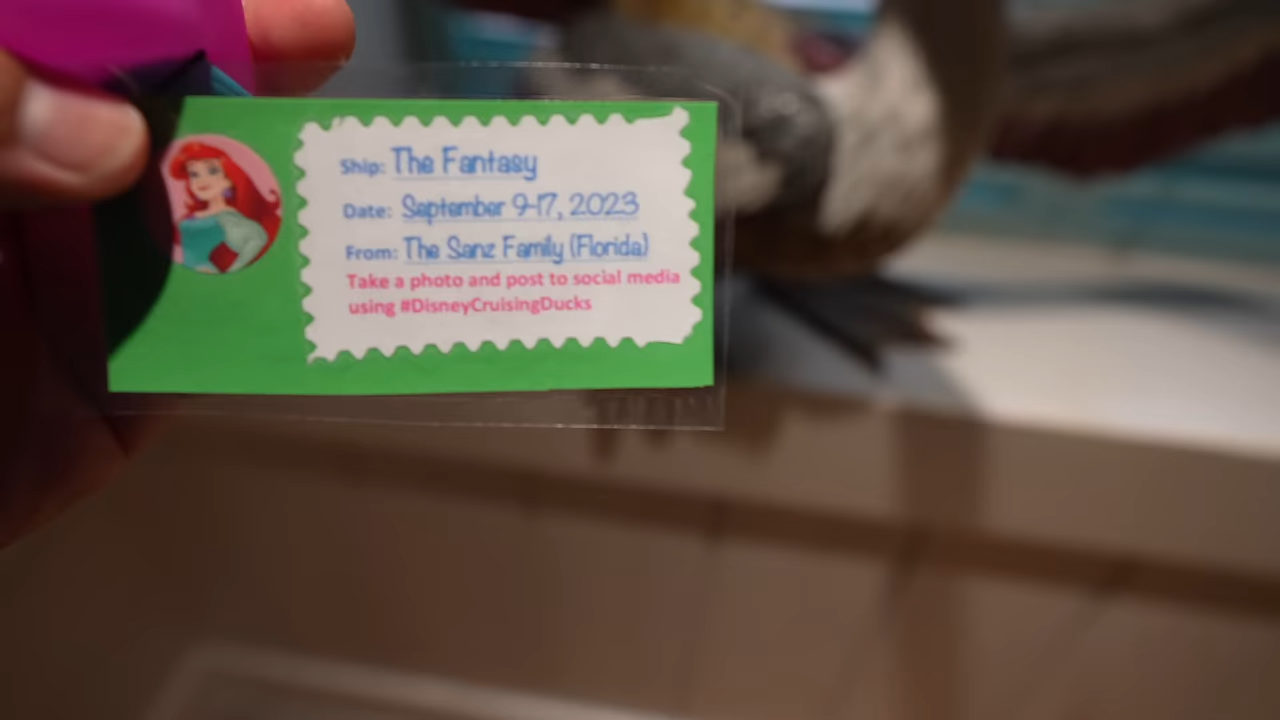 Ship: The Fantasy
Date: September 9-17, 2023
From: The Sanz Family (Florida)
Take a photo and post to social media
using #DisneyCruisingDucks